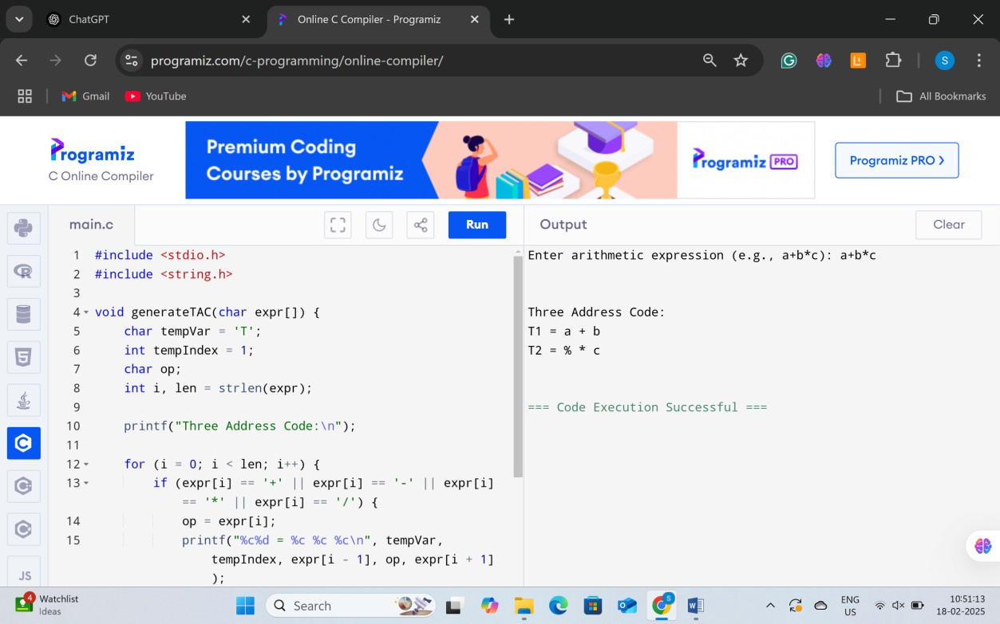 ChatGPT
Online C Compiler - Programiz
programiz.com/c-programming/online-compiler/
S
Gmail
YouTube
All Bookmarks
Programiz
C Online Compiler
Premium Coding
Courses by Programiz
Programiz PRO
Programiz PRO
main.c
Run
Output
Clear
1 #include <stdio.h>
2 #include <string.h>
3
4 void generateTAC(char expr[]) {
5 char tempVar = 'T';
6 int tempIndex = 1;
7 char op;
8 int i, len = strlen(expr);
9
10 printf("Three Address Code:\n");
11
12 for (i = 0; i < len; i++) {
13 if (expr[i] == '+' || expr[i] == '-' || expr[i]
== '*' || expr[i] == '/') {
14 op = expr[i];
15 printf("%c%d = %c %c %c\n", tempVar,
tempIndex, expr[i - 1], op, expr[i + 1]
);
Enter arithmetic expression (e.g., a+b*c): a+b*c
Three Address Code:
T1 = a + b
T2 = % * c
=== Code Execution Successful ===
JS
4
Watchlist
Ideas
Search
S
ENG
US
10:51:13
18-02-2025